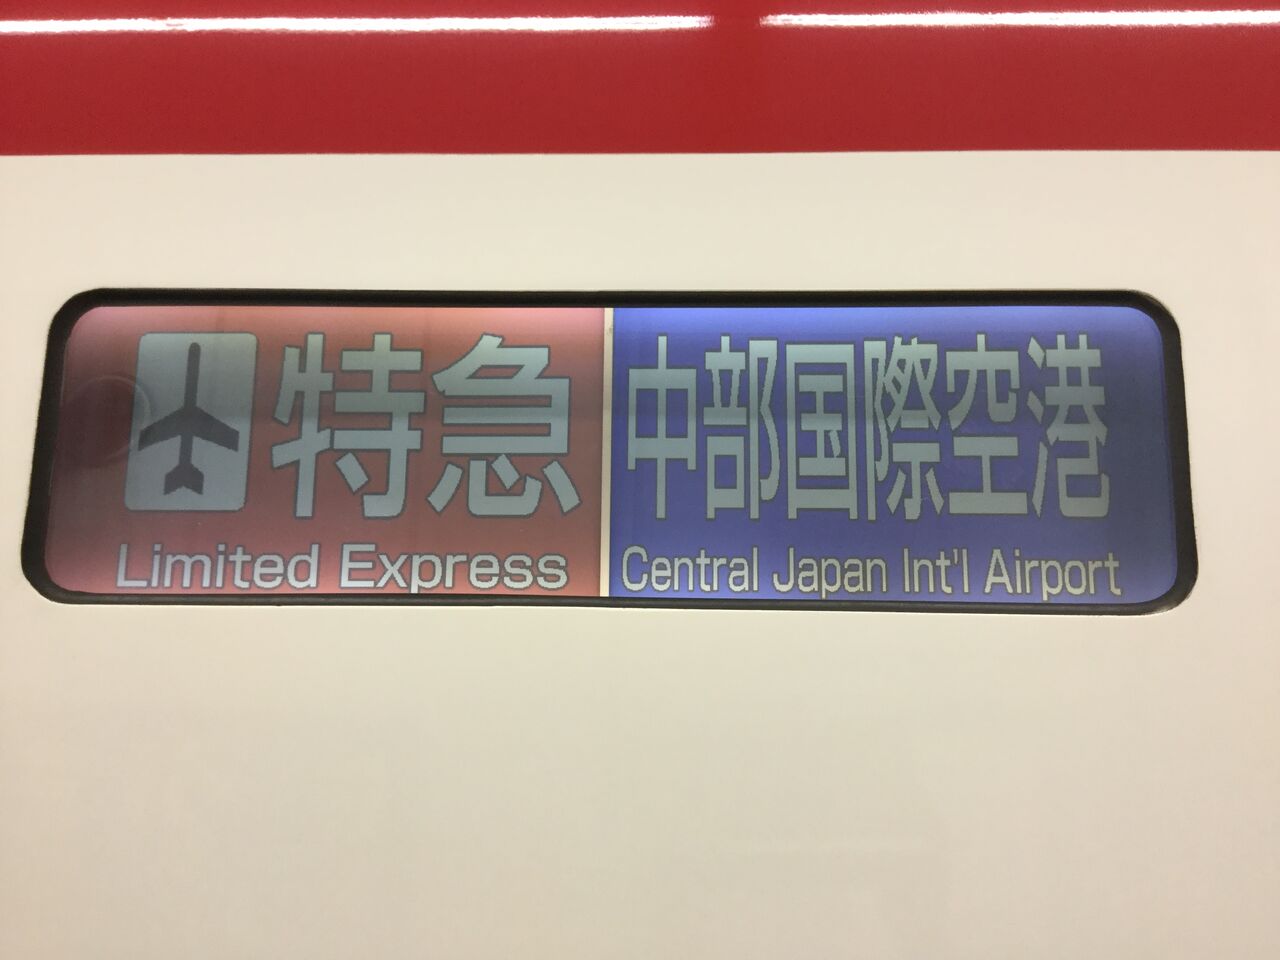 特急
Limited Express
中部国際空港
Central Japan Int'l Airport